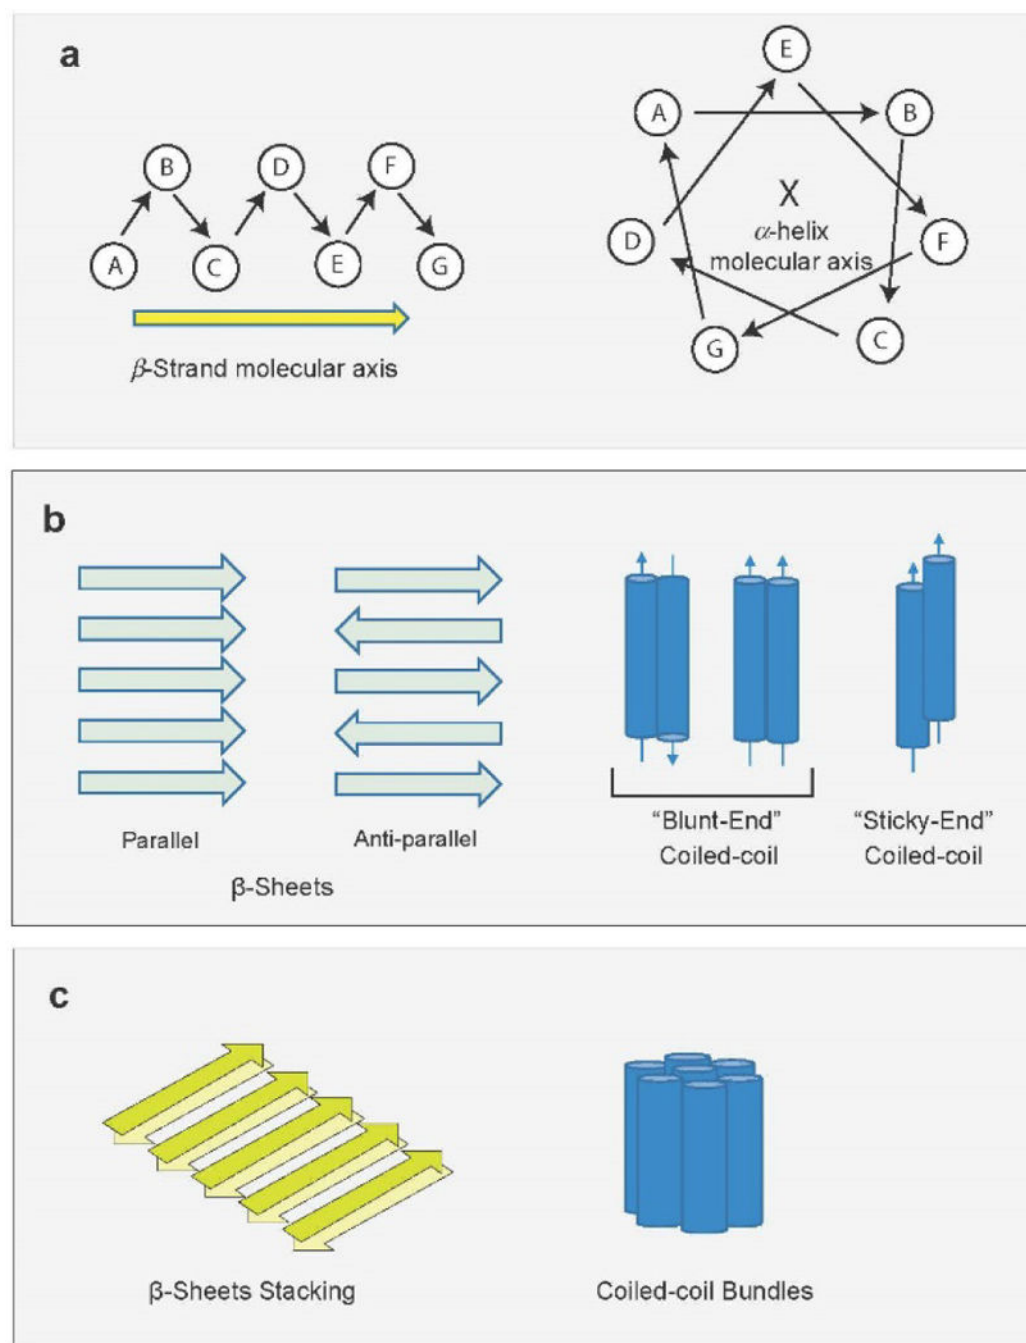 a
B
D
F
A
C
E
G
β-Strand molecular axis
E
A
B
X
α-helix
molecular axis
D
F
G
C
b
Parallel
Anti-parallel
β-Sheets
“Blunt-End”
Coiled-coil
“Sticky-End”
Coiled-coil
c
β-Sheets Stacking
Coiled-coil Bundles